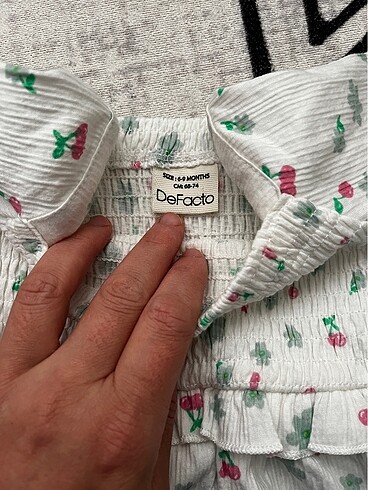 SIZE : 6-9 MONTHS
CM: 68-74
DeFacto